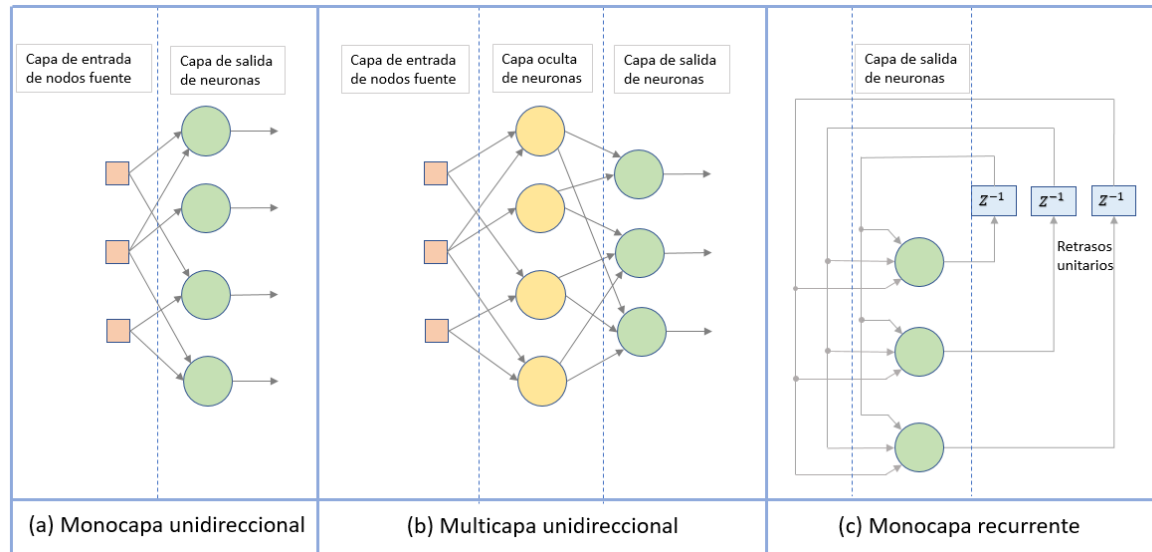 Capa de entrada
de nodos fuente
Capa de salida
de neuronas
(a) Monocapa unidireccional
Capa de entrada
de nodos fuente
Capa oculta
de neuronas
Capa de salida
de neuronas
(b) Multicapa unidireccional
Capa de salida
de neuronas
z⁻¹
z⁻¹
z⁻¹
Retrasos
unitarios
(c) Monocapa recurrente